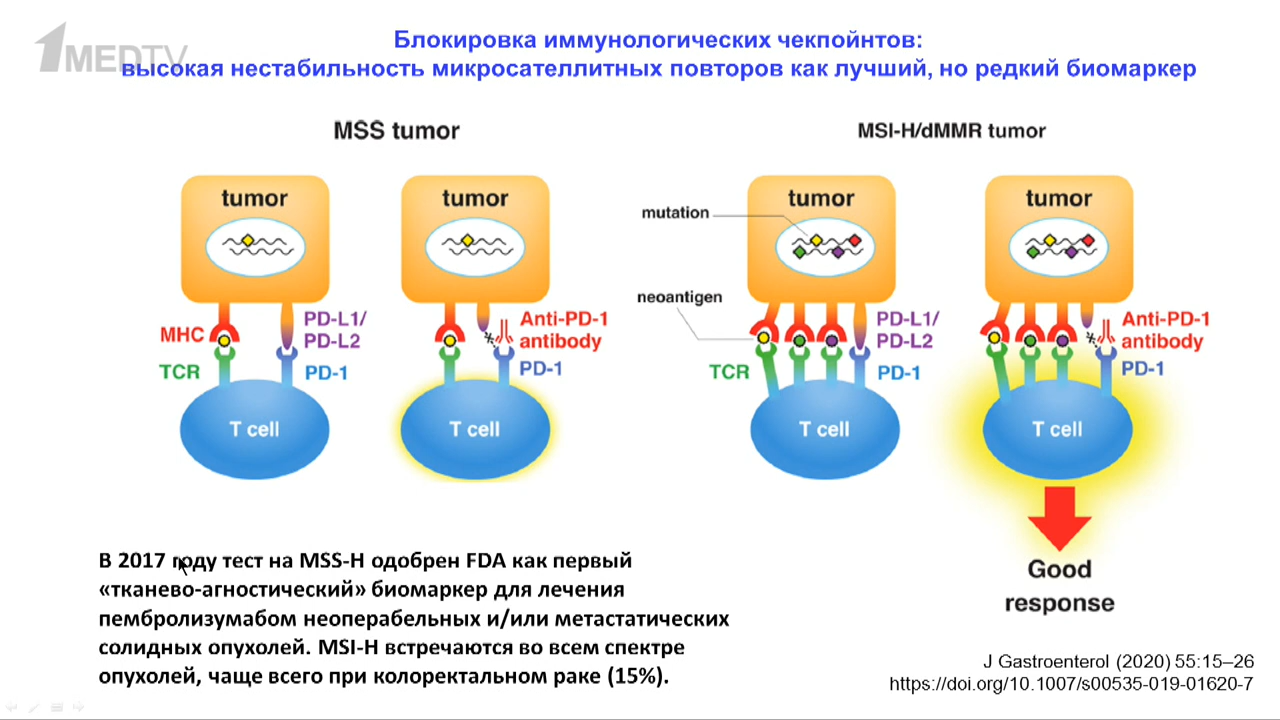 1MEDTV
Блокировка иммунологических чекпойнтов:
высокая нестабильность микросателлитных повторов как лучший, но редкий биомаркер
MSS tumor
MSI-H/dMMR tumor
tumor
tumor
tumor
tumor
mutation
neoantigen
MHC
PD-L1/
PD-L2
TCR
PD-1
T cell
Anti-PD-1
antibody
PD-1
T cell
PD-L1/
PD-L2
TCR
PD-1
T cell
Anti-PD-1
antibody
PD-1
T cell
Good
response
В 2017 году тест на MSS-H одобрен FDA как первый
«тканево-агностический» биомаркер для лечения
пембролизумабом неоперабельных и/или метастатических
солидных опухолей. MSI-H встречаются во всем спектре
опухолей, чаще всего при колоректальном раке (15%).
J Gastroenterol (2020) 55:15–26
https://doi.org/10.1007/s00535-019-01620-7